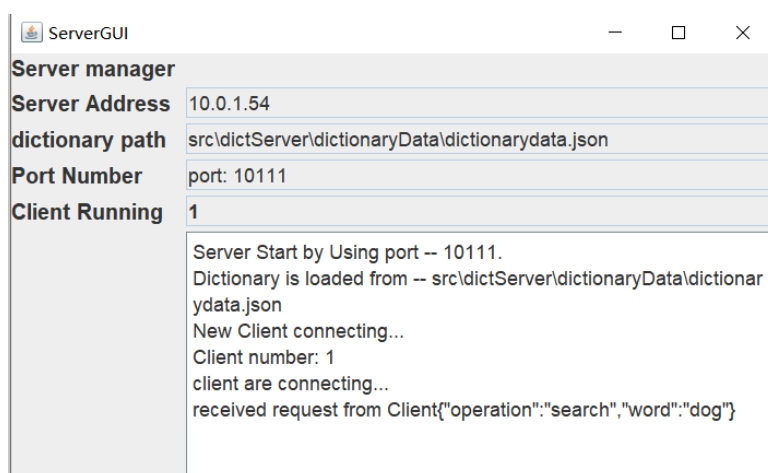 ServerGUI
Server manager
Server Address 10.0.1.54
dictionary path src\dictServer\dictionaryData\dictionarydata.json
Port Number port: 10111
Client Running 1
Server Start by Using port -- 10111.
Dictionary is loaded from -- src\dictServer\dictionaryData\dictionar
ydata.json
New Client connecting...
Client number: 1
client are connecting...
received request from Client{"operation":"search","word":"dog"}